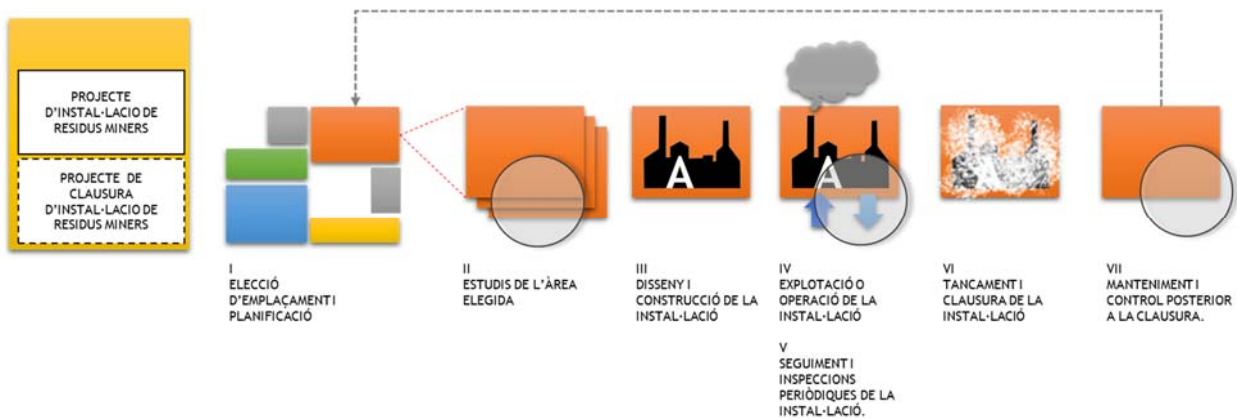 PROJECTE
D'INSTAL·LACIO DE
RESIDUS MINERS
PROJECTE DE
CLAUSURA
D'INSTAL·LACIO DE
RESIDUS MINERS
A
A
A
I
ELECCIÓ
D'EMPLAÇAMENT I
PLANIFICACIÓ
II
ESTUDIS DE L'ÀREA
ELEGIDA
III
DISSENY I
CONSTRUCCIÓ DE LA
INSTAL·LACIÓ
IV
EXPLOTACIÓ O
OPERACIÓ DE LA
INSTAL·LACIÓ
V
SEGUIMENT I
INSPECCIONS
PERIÒDIQUES DE LA
INSTAL·LACIÓ.
VI
TANCAMENT I
CLAUSURA DE LA
INSTAL·LACIÓ
VII
MANTENIMENT I
CONTROL POSTERIOR
A LA CLAUSURA.